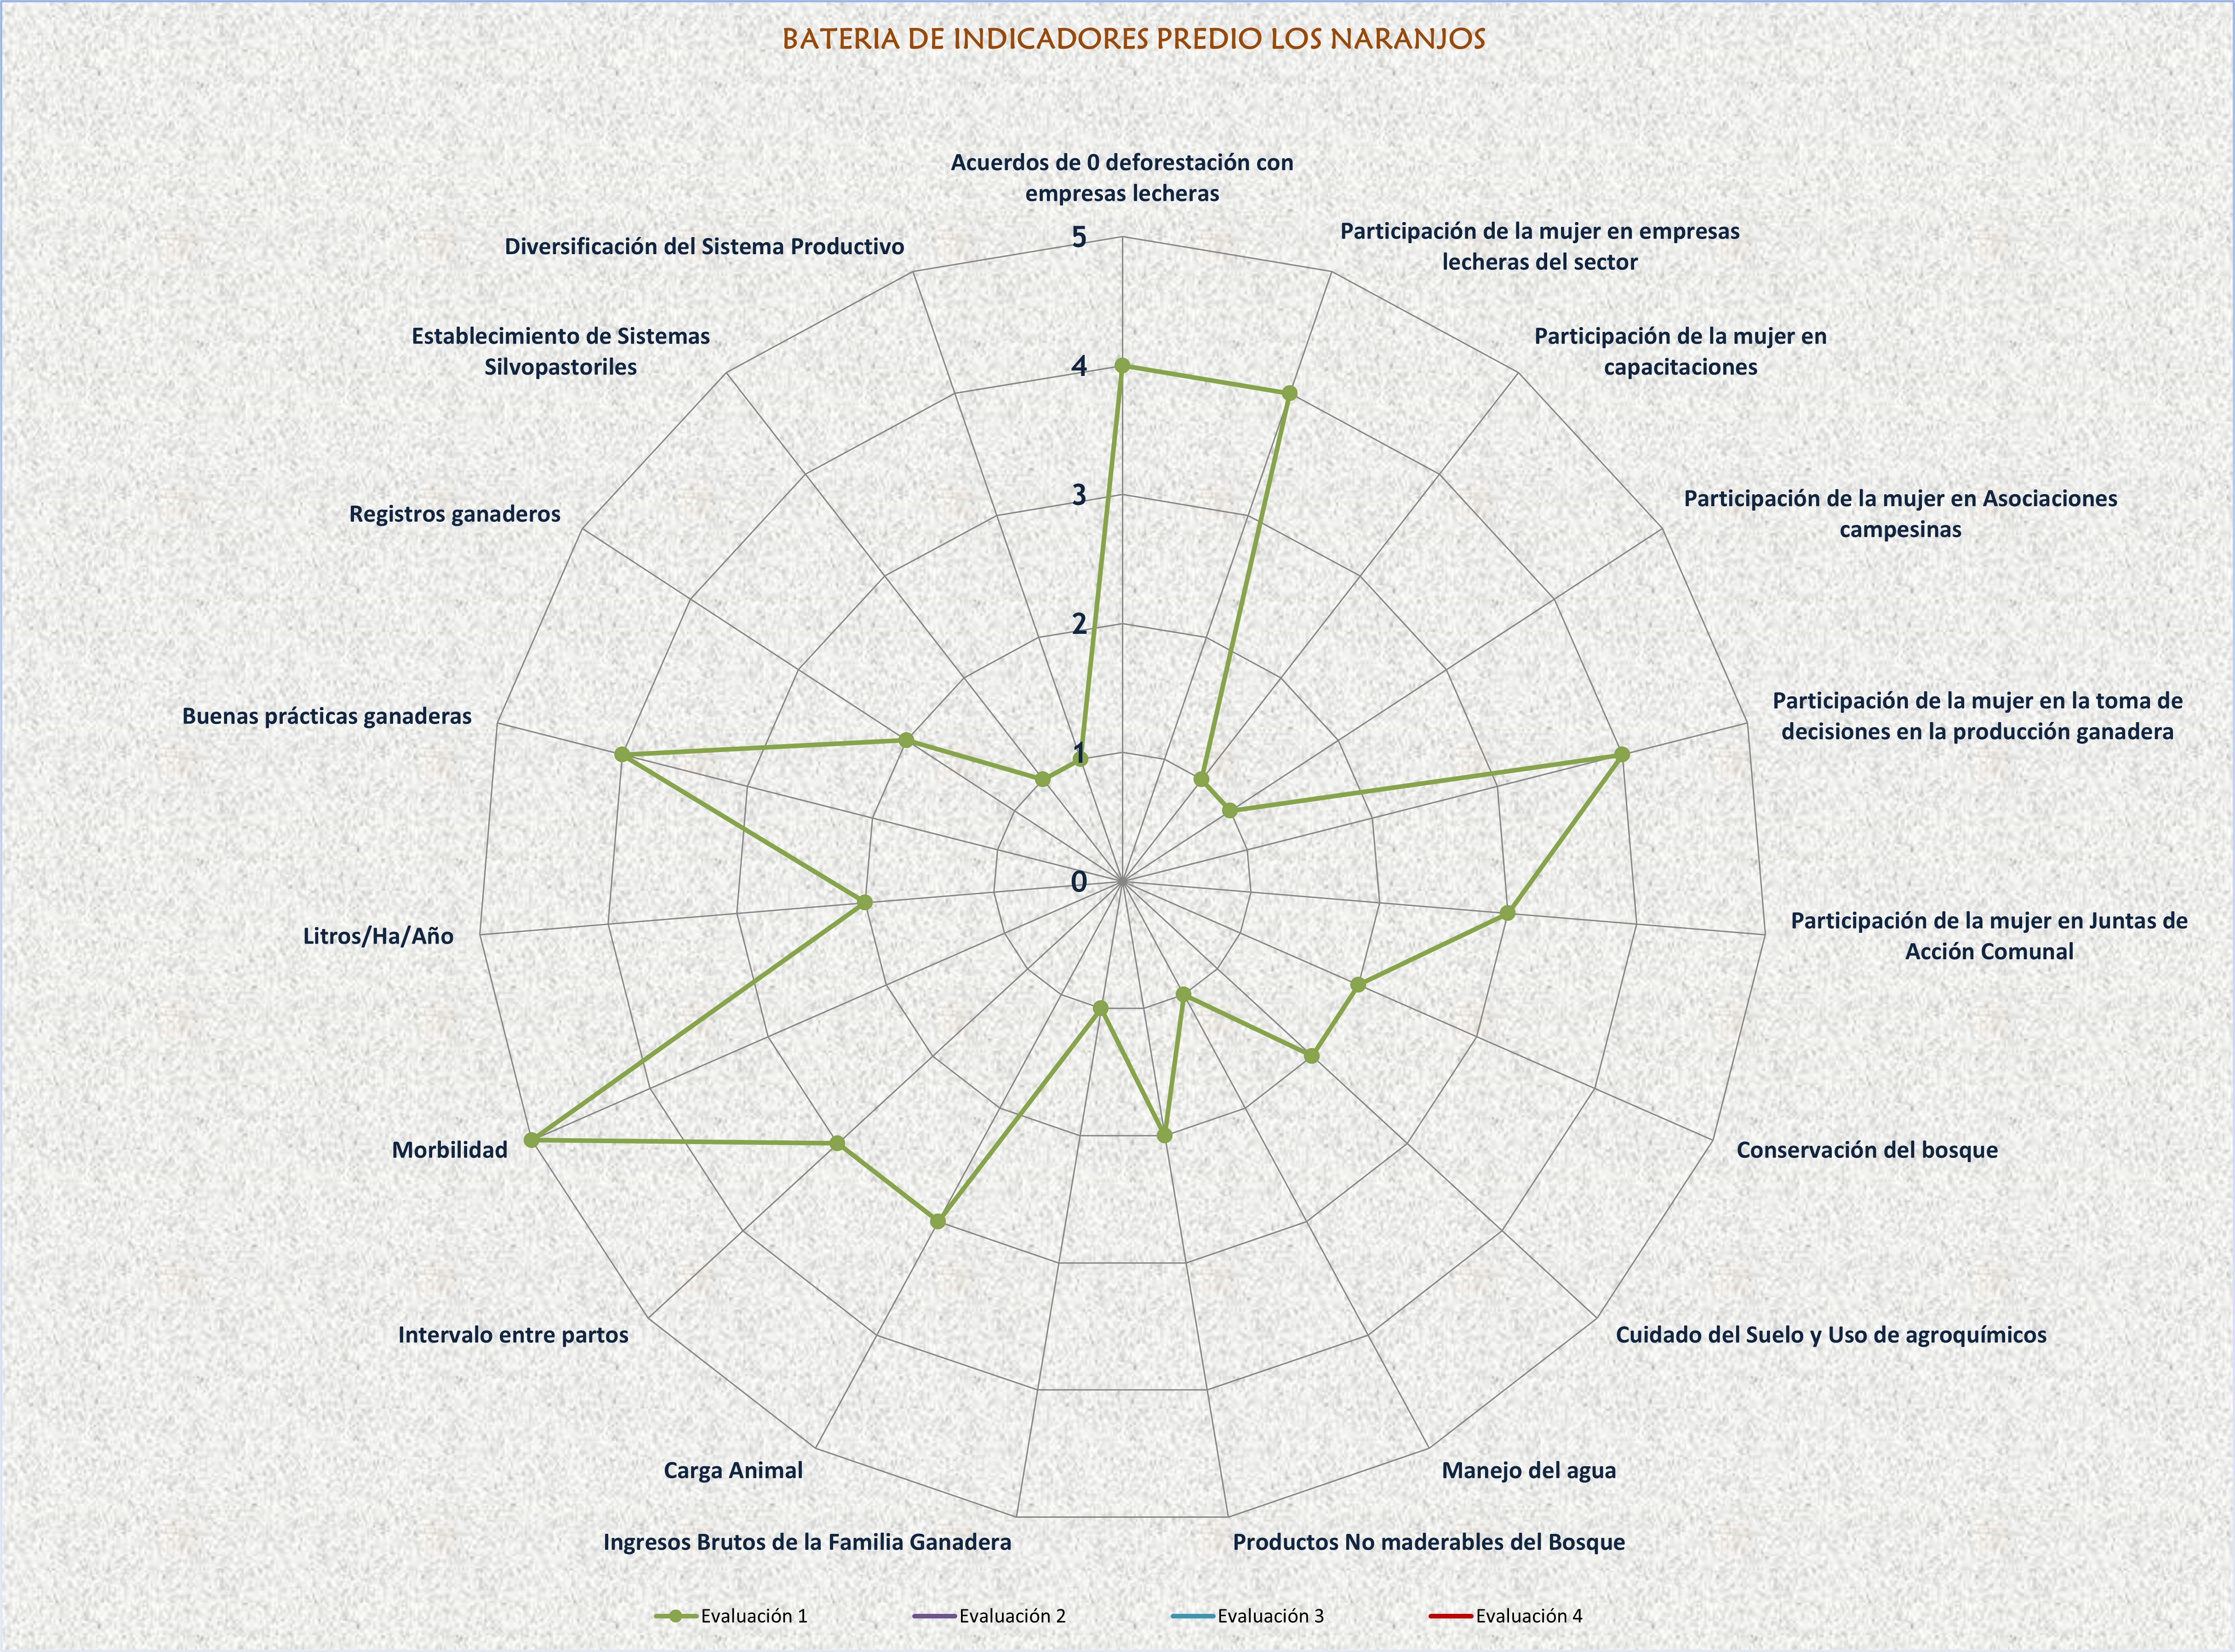 BATERIA DE INDICADORES PREDIO LOS NARANJOS
Acuerdos de 0 deforestación con
empresas lecheras
Participación de la mujer en empresas
lecheras del sector
Participación de la mujer en
capacitaciones
Participación de la mujer en Asociaciones
campesinas
Participación de la mujer en la toma de
decisiones en la producción ganadera
Participación de la mujer en Juntas de
Acción Comunal
Conservación del bosque
Cuidado del Suelo y Uso de agroquímicos
Manejo del agua
Productos No maderables del Bosque
Ingresos Brutos de la Familia Ganadera
Carga Animal
Intervalo entre partos
Morbilidad
Litros/Ha/Año
Buenas prácticas ganaderas
Registros ganaderos
Establecimiento de Sistemas
Silvopastoriles
Diversificación del Sistema Productivo
5
4
3
2
1
0
Evaluación 1
Evaluación 2
Evaluación 3
Evaluación 4